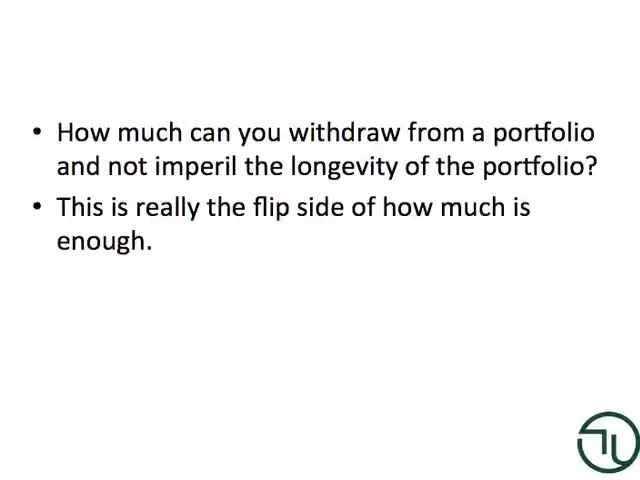 • How much can you withdraw from a portfolio
and not imperil the longevity of the portfolio?
• This is really the flip side of how much is
enough.